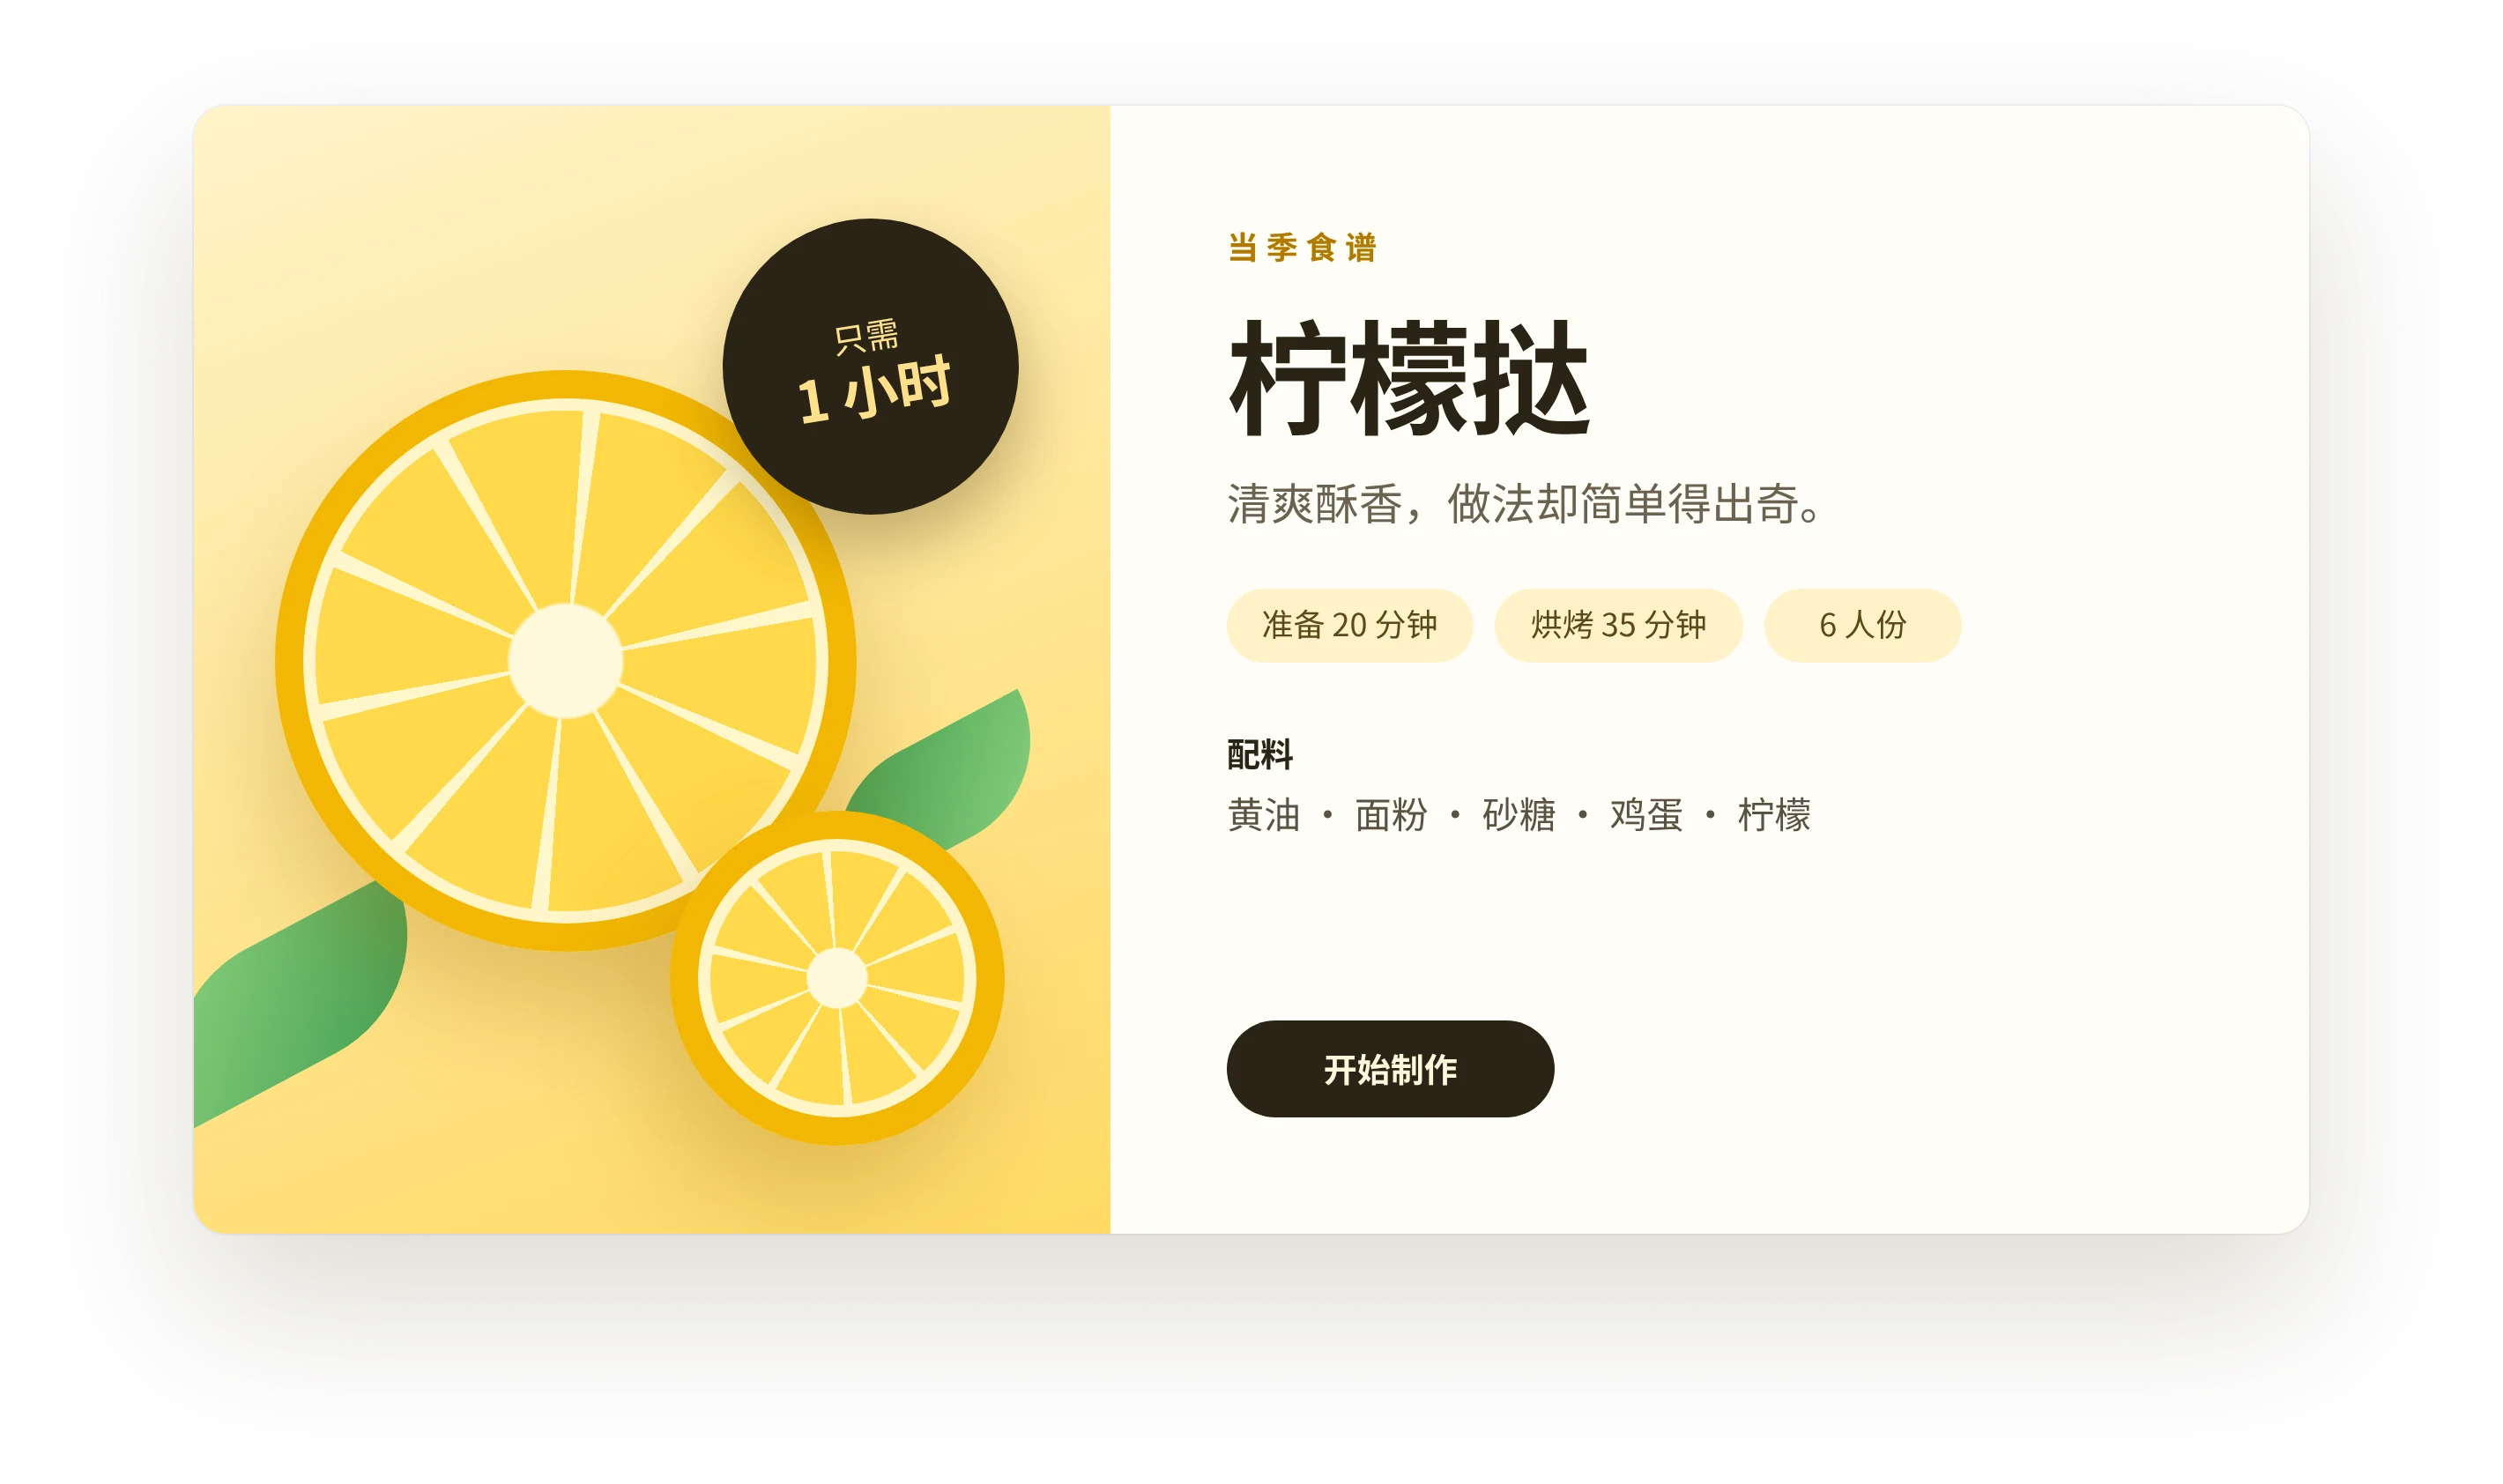 只需
1 小时
当季食谱
柠檬挞
清爽酥香，做法却简单得出奇。
准备 20 分钟
烘烤 35 分钟
6 人份
配料
黄油 · 面粉 · 砂糖 · 鸡蛋 · 柠檬
开始制作